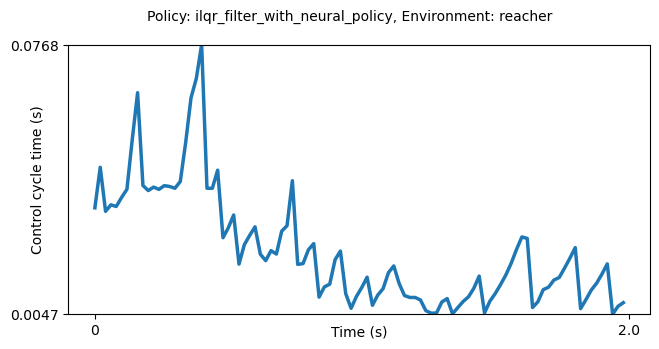 Policy: ilqr_filter_with_neural_policy, Environment: reacher
0.0768
Control cycle time (s)
0.0047
0
Time (s)
2.0